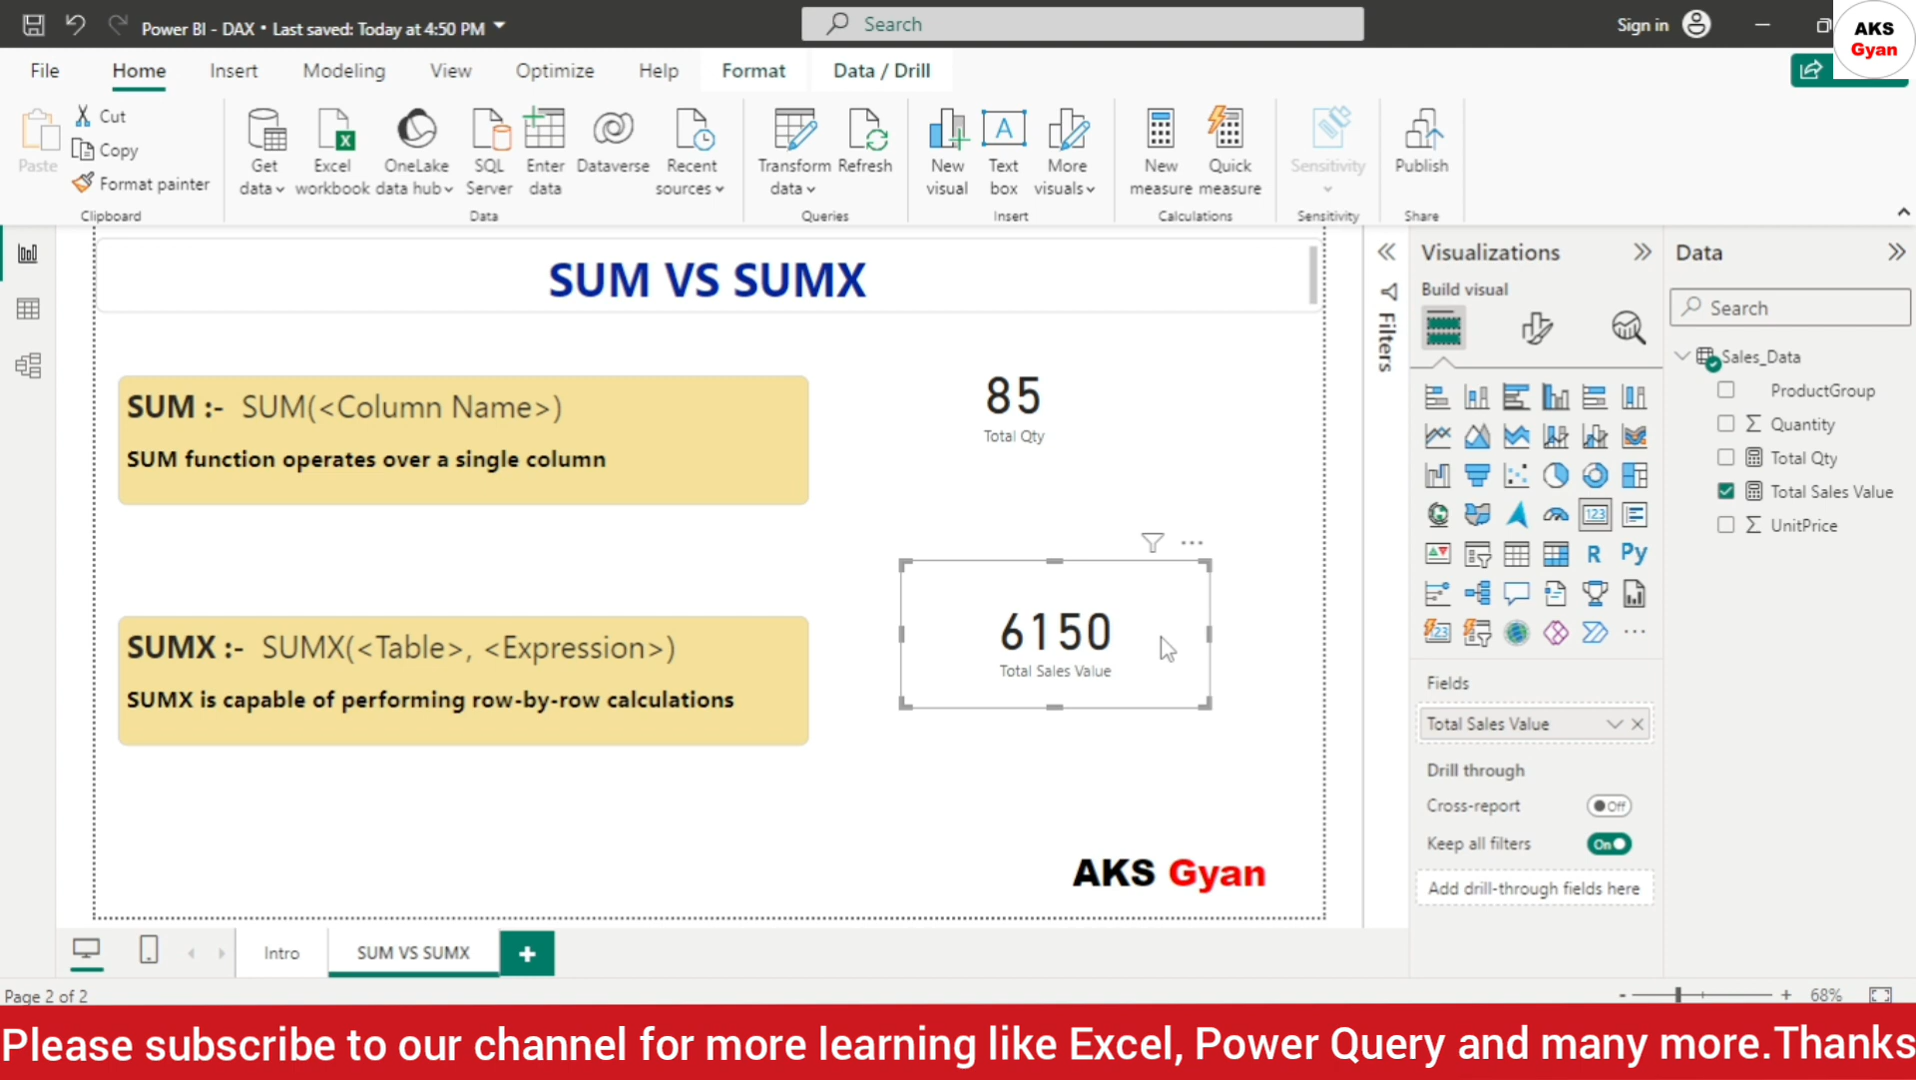 Power BI - DAX • Last saved: Today at 4:50 PM
Search
Sign in
AKS
Gyan
File
Home
Insert
Modeling
View
Optimize
Help
Format
Data / Drill
Paste
Cut
Copy
Format painter
Clipboard
Get
data
Excel
workbook
OneLake
data hub
SQL
Server
Enter
data
Dataverse
Recent
sources
Data
Transform
data
Refresh
Queries
New
visual
Text
box
More
visuals
Insert
New
measure
Quick
measure
Calculations
Sensitivity
Sensitivity
Publish
Share
SUM VS SUMX
SUM :- SUM(<Column Name>)
SUM function operates over a single column
85
Total Qty
SUMX :- SUMX(<Table>, <Expression>)
SUMX is capable of performing row-by-row calculations
6150
Total Sales Value
AKS Gyan
Filters
Visualizations
Build visual
123
R
Py
123
Fields
Total Sales Value
Drill through
Cross-report
Off
Keep all filters
On
Add drill-through fields here
Data
Search
Sales_Data
ProductGroup
Quantity
Total Qty
Total Sales Value
UnitPrice
Intro
SUM VS SUMX
Page 2 of 2
68%
Please subscribe to our channel for more learning like Excel, Power Query and many more.Thanks